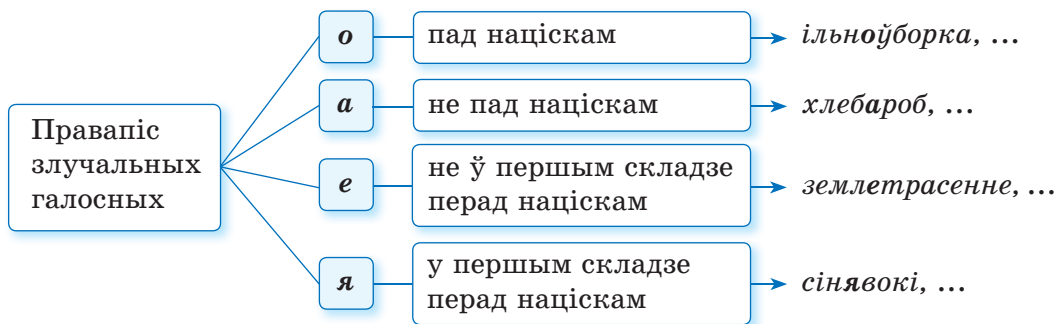 Правапіс
злучальных
галосных
о пад націскам ільноўборка, ...
а не пад націскам хлебароб, ...
е не ў першым складзе
перад націскам землетрасенне, ...
я у першым складзе
перад націскам сінявокі, ...